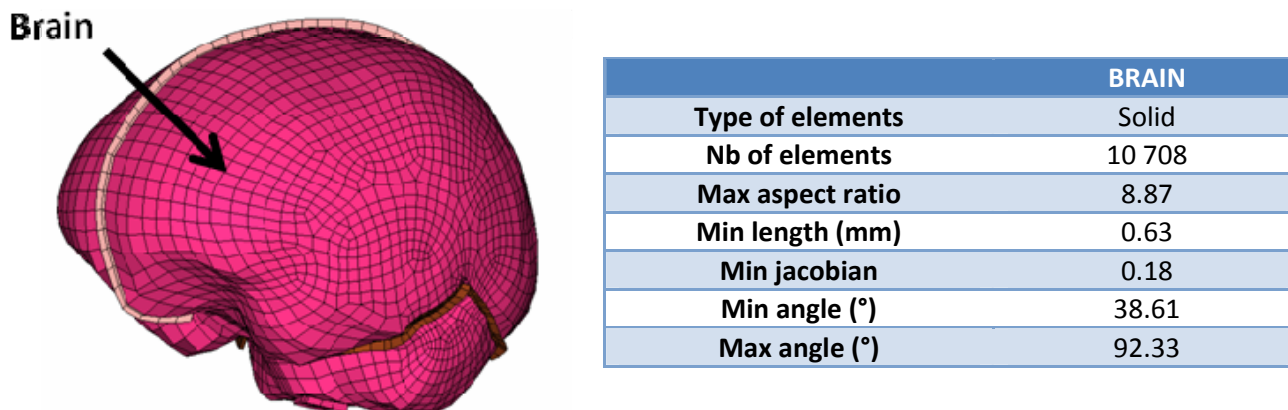 Brain
BRAIN
Type of elements Solid
Nb of elements 10 708
Max aspect ratio 8.87
Min length (mm) 0.63
Min jacobian 0.18
Min angle (°) 38.61
Max angle (°) 92.33